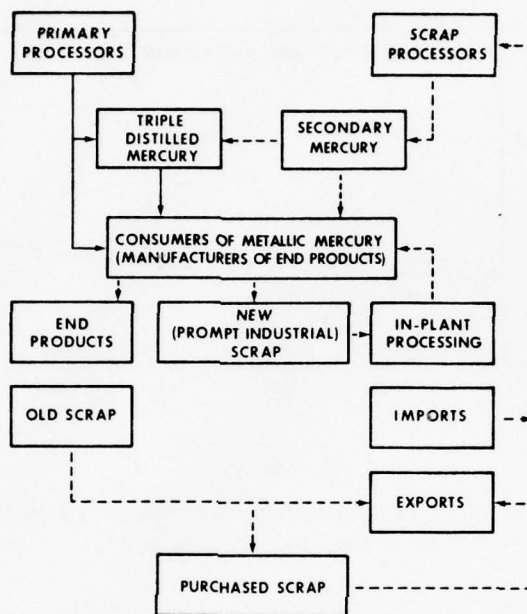 PRIMARY
PROCESSORS
SCRAP
PROCESSORS
TRIPLE
DISTILLED
MERCURY
SECONDARY
MERCURY
CONSUMERS OF METALLIC MERCURY
(MANUFACTURERS OF END PRODUCTS)
END
PRODUCTS
NEW
(PROMPT INDUSTRIAL)
SCRAP
IN-PLANT
PROCESSING
OLD SCRAP
IMPORTS
EXPORTS
PURCHASED SCRAP